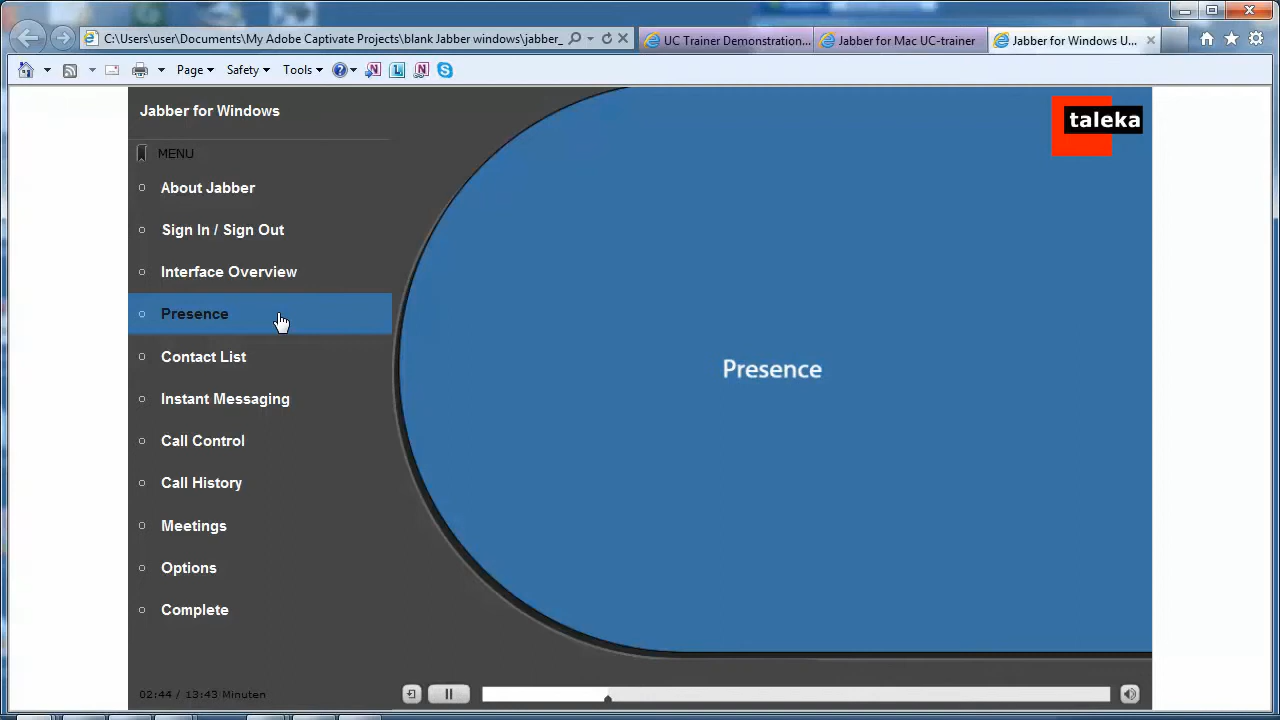 C:\Users\user\Documents\My Adobe Captivate Projects\blank Jabber windows\jabber_
UC Trainer Demonstration...
Jabber for Mac UC-trainer
Jabber for Windows U...
Page
Safety
Tools
Jabber for Windows
taleka
MENU
About Jabber
Sign In / Sign Out
Interface Overview
Presence
Presence
Contact List
Instant Messaging
Call Control
Call History
Meetings
Options
Complete
02:44 / 13:43 Minuten